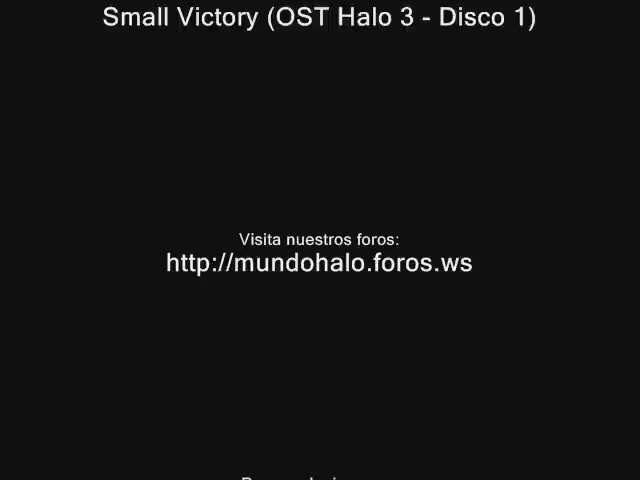 Small Victory (OST Halo 3 - Disco 1)
Visita nuestros foros:
http://mundohalo.foros.ws